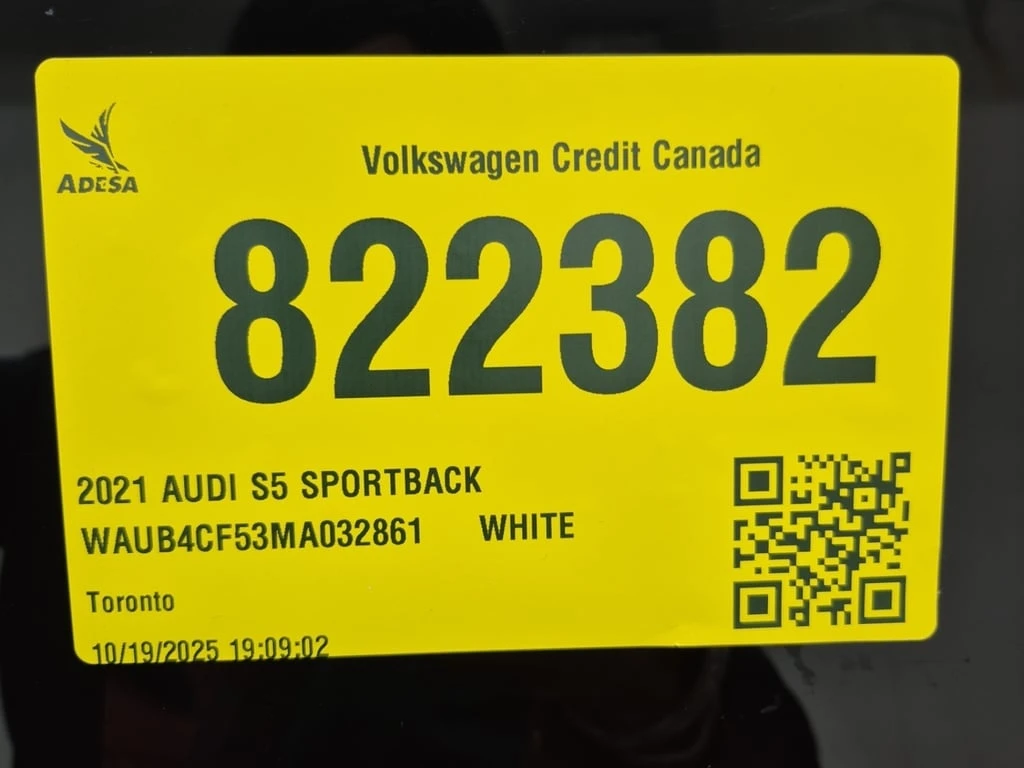 ADESA
Volkswagen Credit Canada
822382
2021 AUDI S5 SPORTBACK
WAUB4CF53MA032861 WHITE
Toronto
10/19/2025 19:09:02